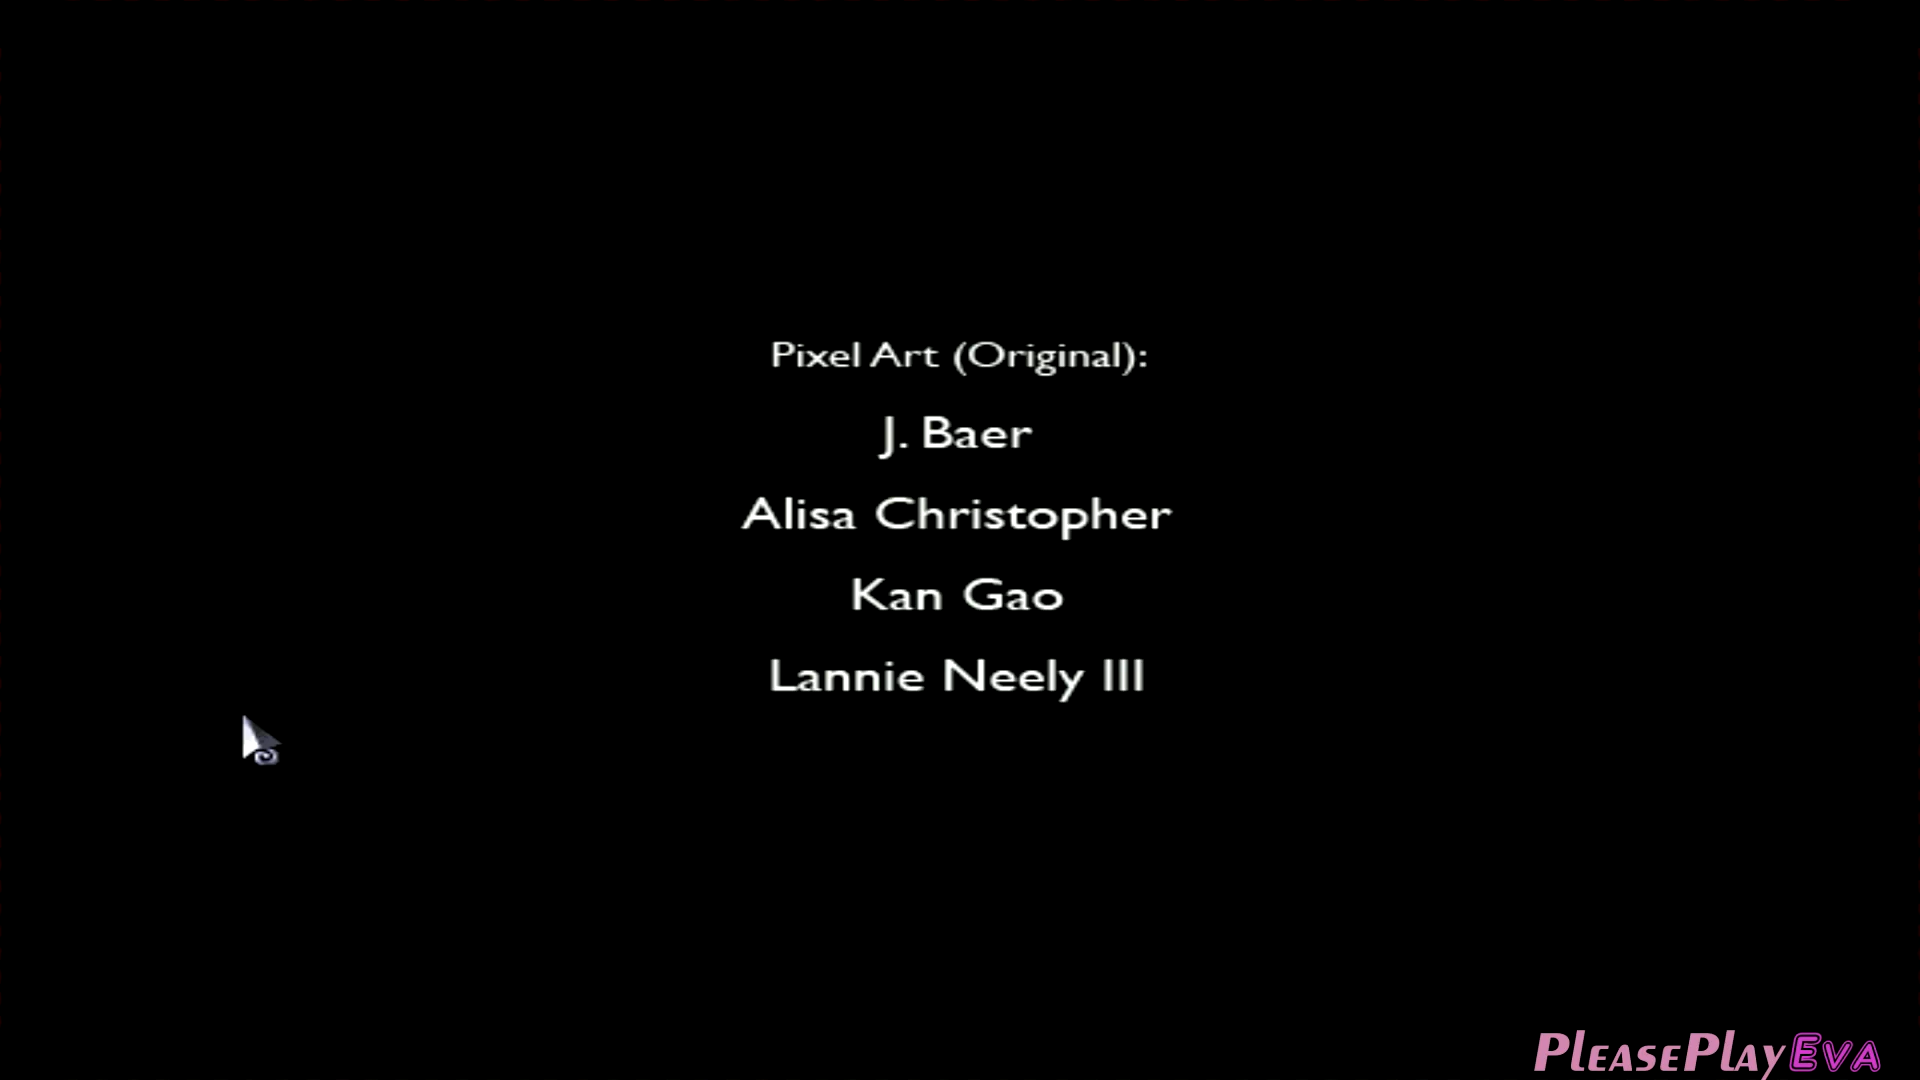 Pixel Art (Original):
J. Baer
Alisa Christopher
Kan Gao
Lannie Neely III
PLEASEPLAYEVA